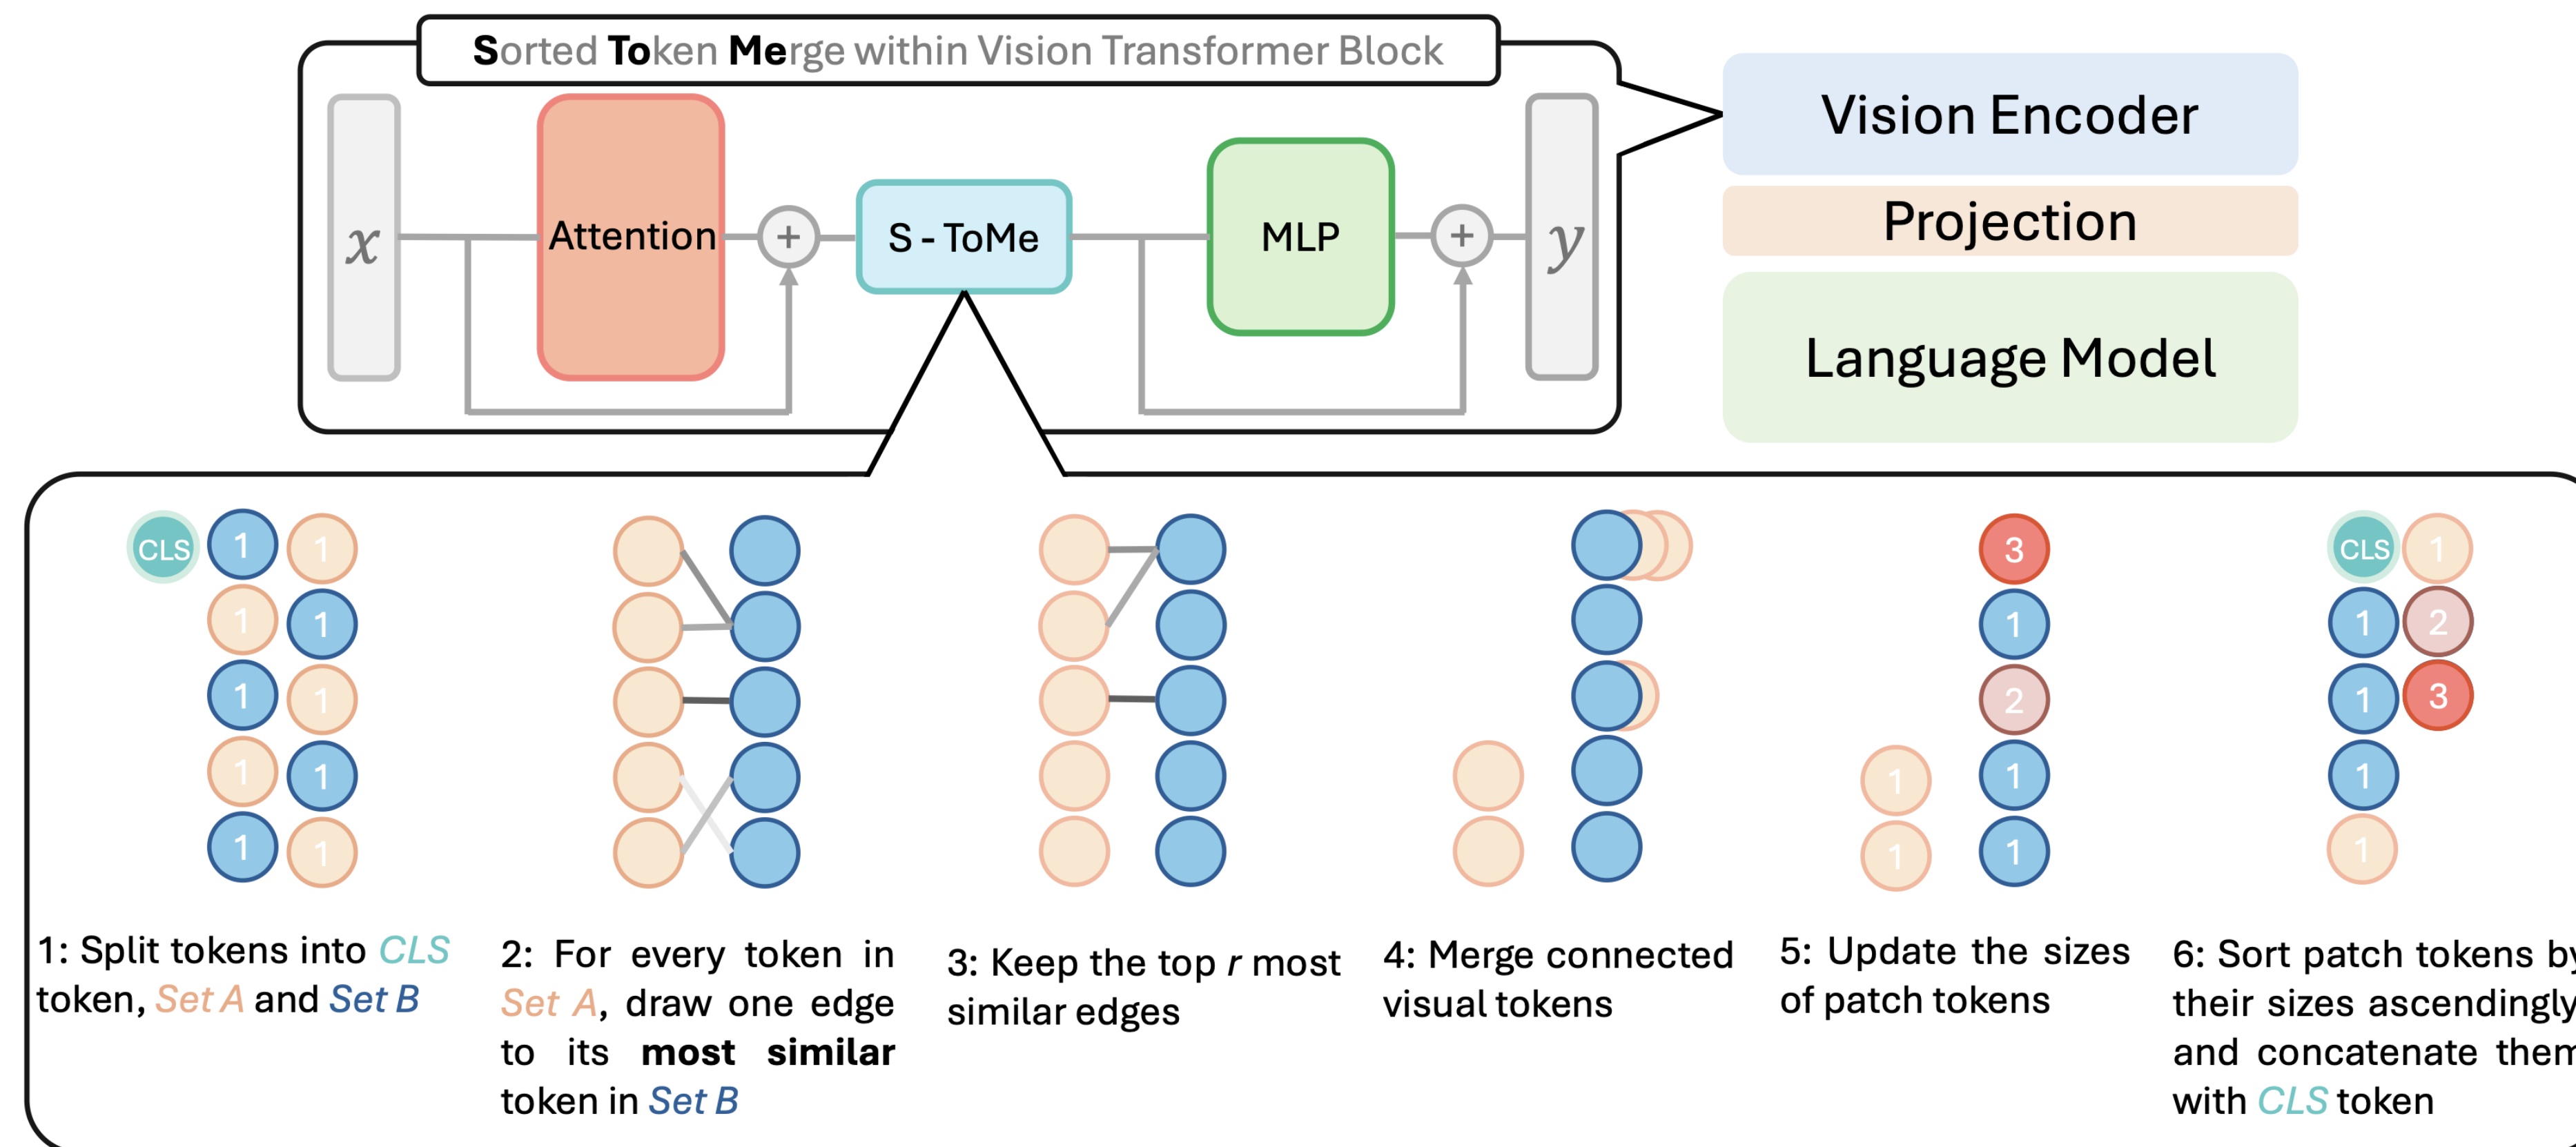 Sorted Token Merge within Vision Transformer Block
x
Attention
+
S - ToMe
MLP
+
y
Vision Encoder
Projection
Language Model
CLS 1 1
1 1
1 1
1 1
1 1
3
1
2
1 1
1 1
CLS 1
1 2
1 3
1
1
1: Split tokens into CLS
token, Set A and Set B
2: For every token in
Set A, draw one edge
to its most similar
token in Set B
3: Keep the top r most
similar edges
4: Merge connected
visual tokens
5: Update the sizes
of patch tokens
6: Sort patch tokens by
their sizes ascendingly
and concatenate them
with CLS token